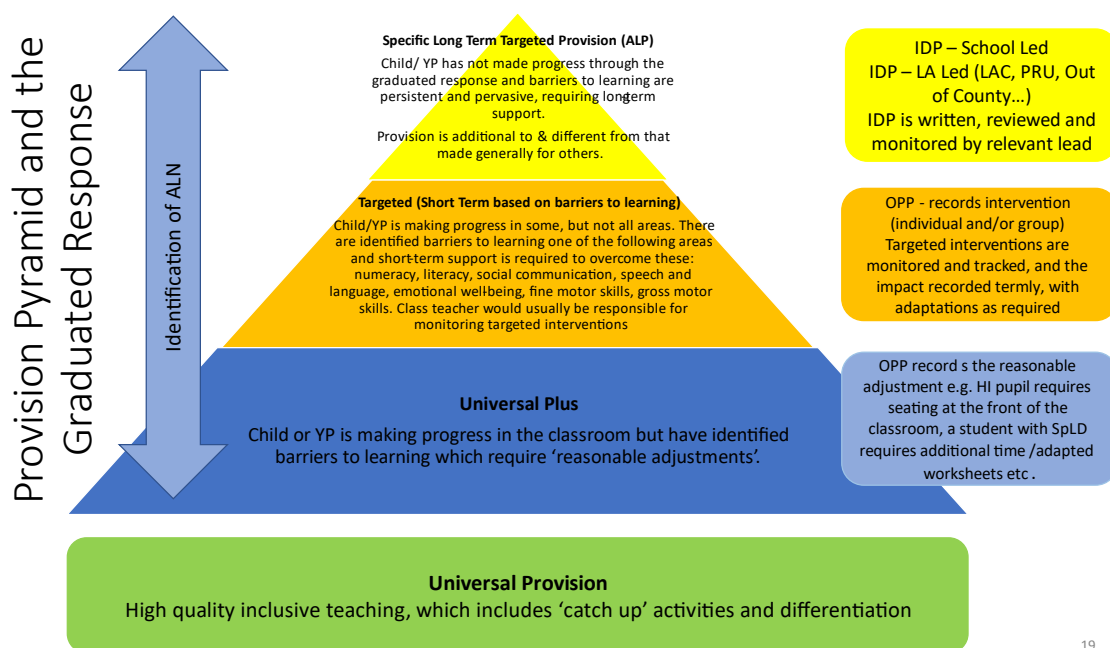 Provision Pyramid and the
Graduated Response
Identification of ALN
Specific Long Term Targeted Provision (ALP)
Child/ YP has not made progress through the
graduated response and barriers to learning are
persistent and pervasive, requiring long-term
support.
Provision is additional to & different from that
made generally for others.
IDP – School Led
IDP – LA Led (LAC, PRU, Out
of County…)
IDP is written, reviewed and
monitored by relevant lead
Targeted (Short Term based on barriers to learning)
Child/YP is making progress in some, but not all areas. There
are identified barriers to learning one of the following areas
and short-term support is required to overcome these:
numeracy, literacy, social communication, speech and
language, emotional well-being, fine motor skills, gross motor
skills. Class teacher would usually be responsible for
monitoring targeted interventions
OPP - records intervention
(individual and/or group)
Targeted interventions are
monitored and tracked, and the
impact recorded termly, with
adaptations as required
Universal Plus
Child or YP is making progress in the classroom but have identified
barriers to learning which require ‘reasonable adjustments’.
OPP record s the reasonable
adjustment e.g. HI pupil requires
seating at the front of the
classroom, a student with SpLD
requires additional time /adapted
worksheets etc .
Universal Provision
High quality inclusive teaching, which includes ‘catch up’ activities and differentiation
19